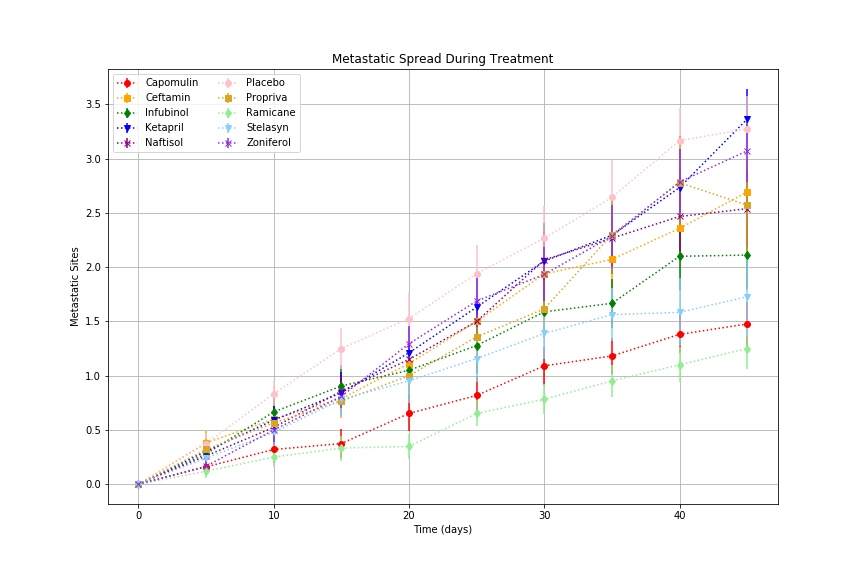 Metastatic Spread During Treatment
Capomulin
Ceftamin
Infubinol
Ketapril
Naftisol
Placebo
Propriva
Ramicane
Stelasyn
Zoniferol
Metastatic Sites
3.5
3.0
2.5
2.0
1.5
1.0
0.5
0.0
0 10 20 30 40
Time (days)